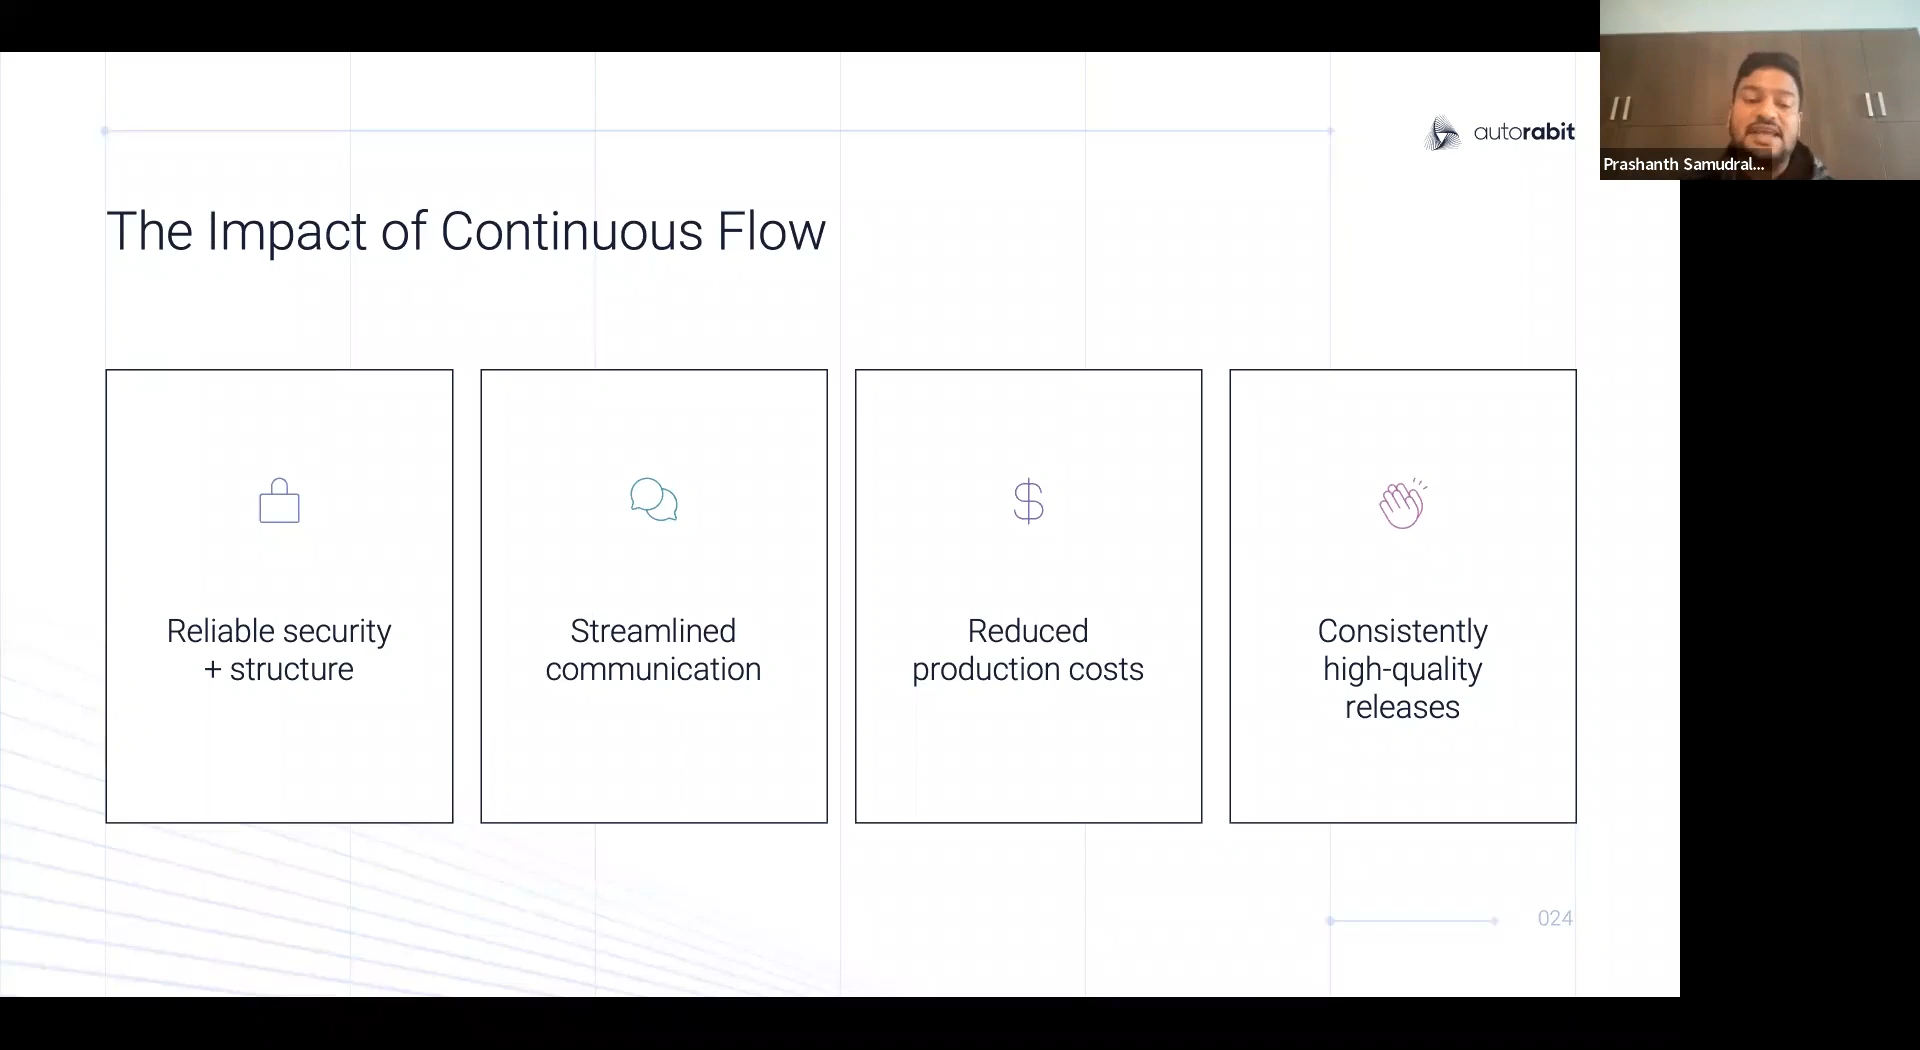 autorabit
Prashanth Samudral...
The Impact of Continuous Flow
Reliable security
+ structure
Streamlined
communication
$
Reduced
production costs
Consistently
high-quality
releases
024